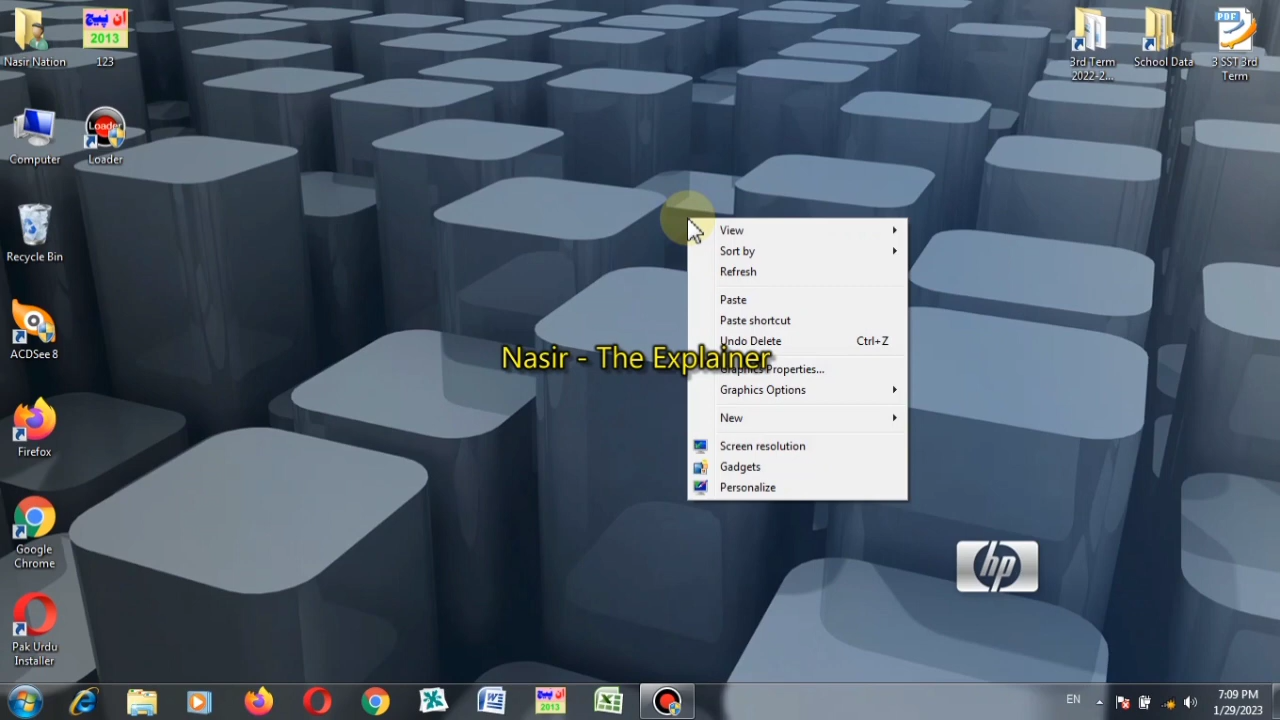 Nasir Nation
ان پیج
2013
123
3rd Term
2022-2...
School Data
PDF
3 SST 3rd
Term
Computer
Loader
Loader
Recycle Bin
ACDSee 8
Firefox
Google
Chrome
Pak Urdu
Installer
View
Sort by
Refresh
Paste
Paste shortcut
Undo Delete Ctrl+Z
Nasir - The Explainer
Graphics Properties...
Graphics Options
New
Screen resolution
Gadgets
Personalize
hp
ان پیج
2013
EN
7:09 PM
1/29/2023